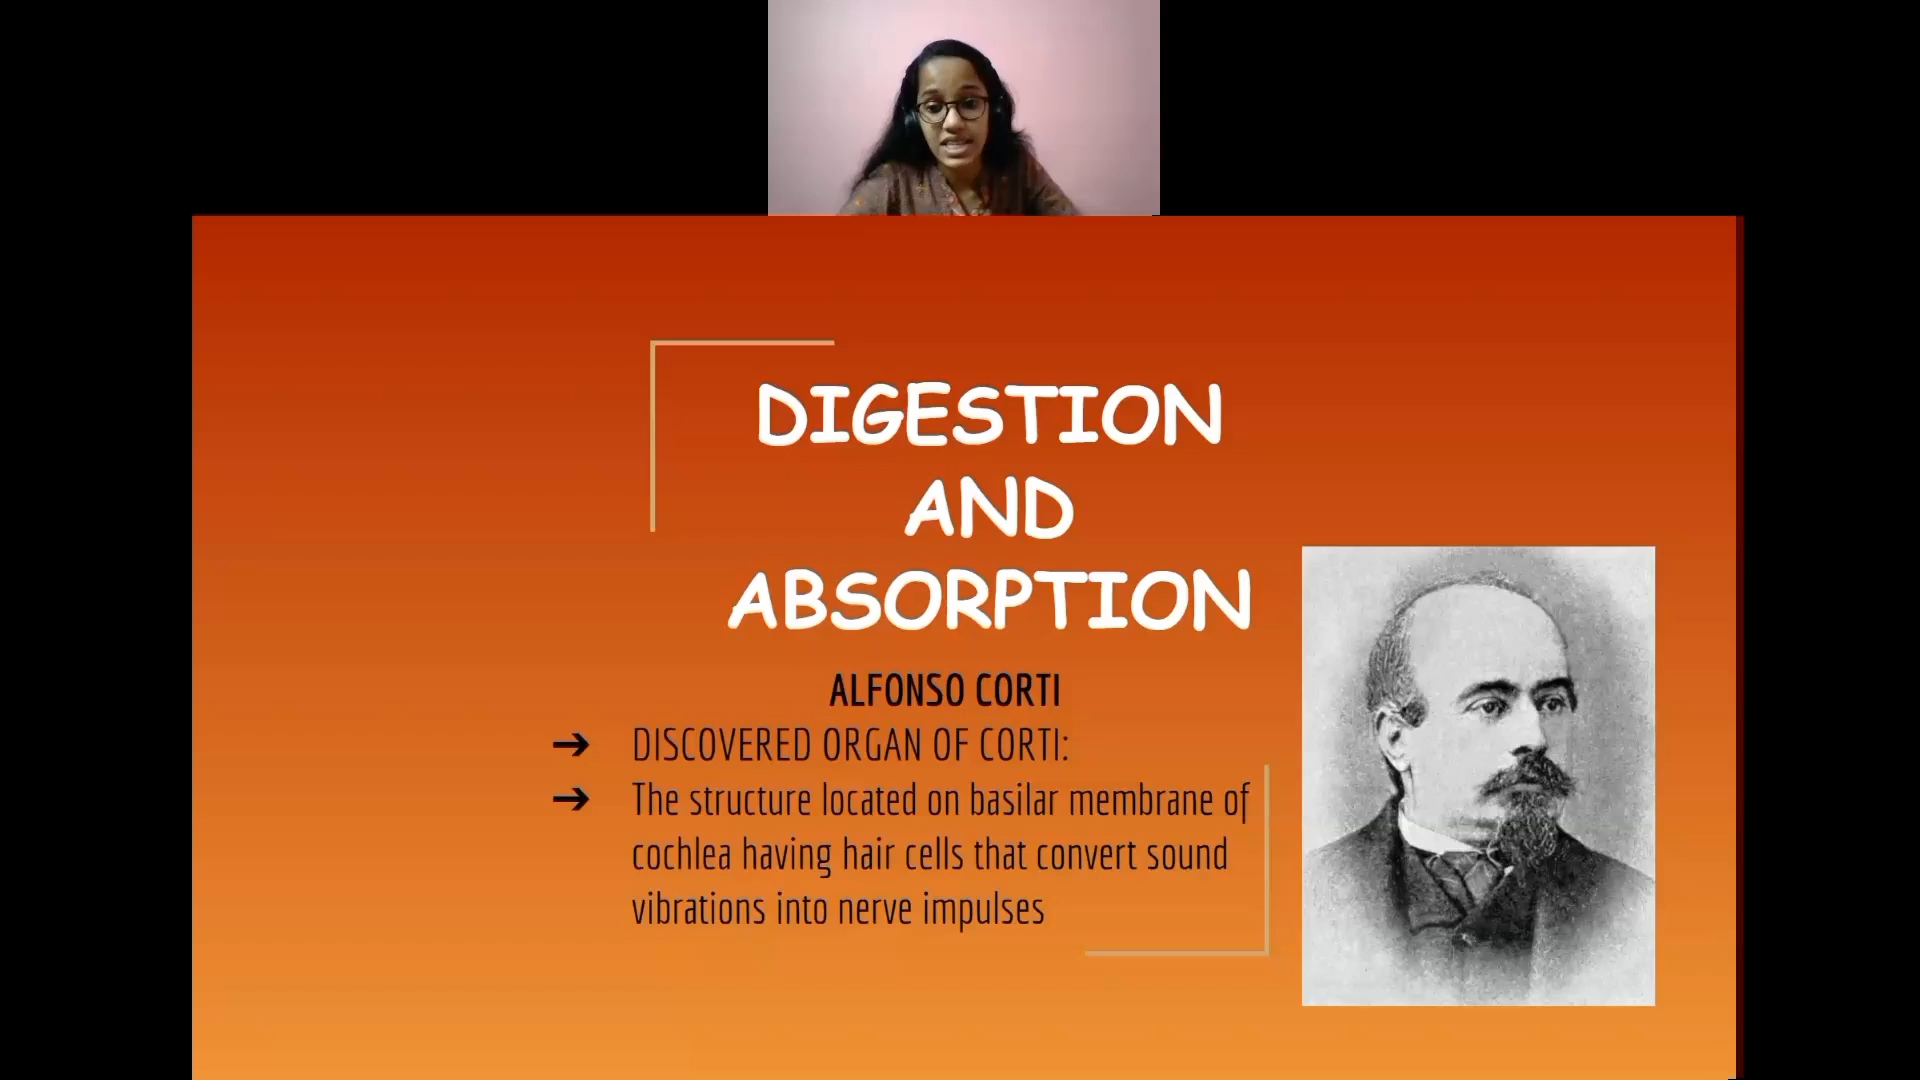 DIGESTION
AND
ABSORPTION
ALFONSO CORTI
➔ DISCOVERED ORGAN OF CORTI:
➔ The structure located on basilar membrane of
cochlea having hair cells that convert sound
vibrations into nerve impulses